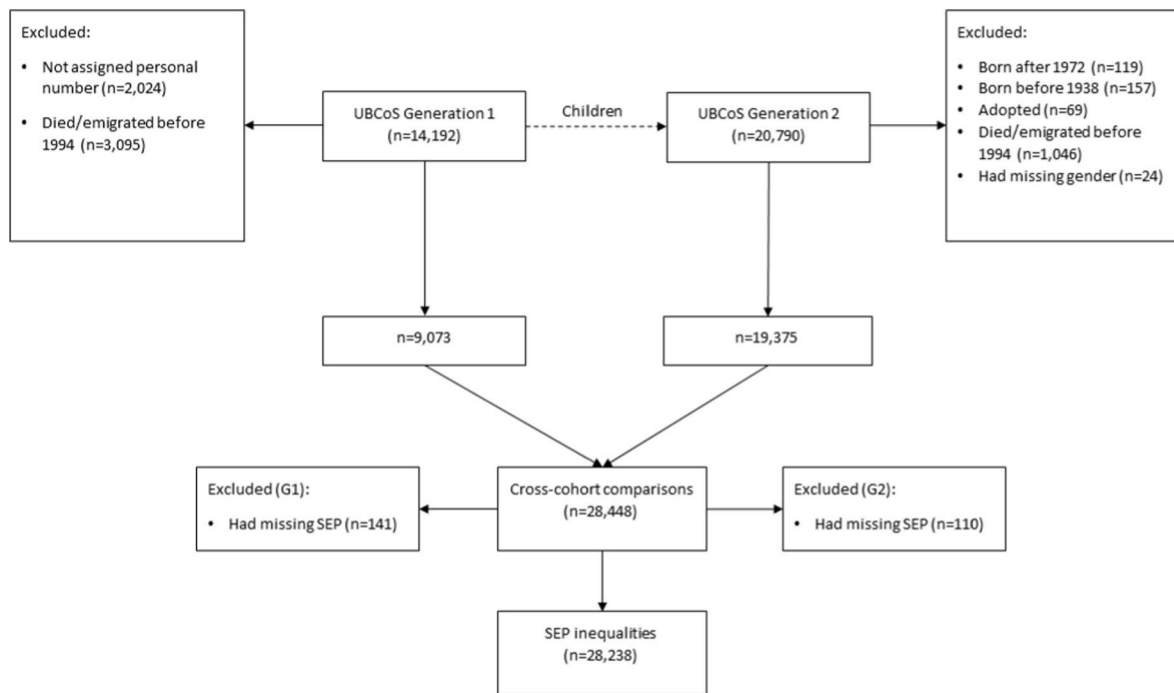 Excluded:
• Not assigned personal
number (n=2,024)
• Died/emigrated before
1994 (n=3,095)
UBCoS Generation 1
(n=14,192)
Children
UBCoS Generation 2
(n=20,790)
Excluded:
• Born after 1972 (n=119)
• Born before 1938 (n=157)
• Adopted (n=69)
• Died/emigrated before
1994 (n=1,046)
• Had missing gender (n=24)
n=9,073
n=19,375
Excluded (G1):
• Had missing SEP (n=141)
Cross-cohort comparisons
(n=28,448)
Excluded (G2):
• Had missing SEP (n=110)
SEP inequalities
(n=28,238)